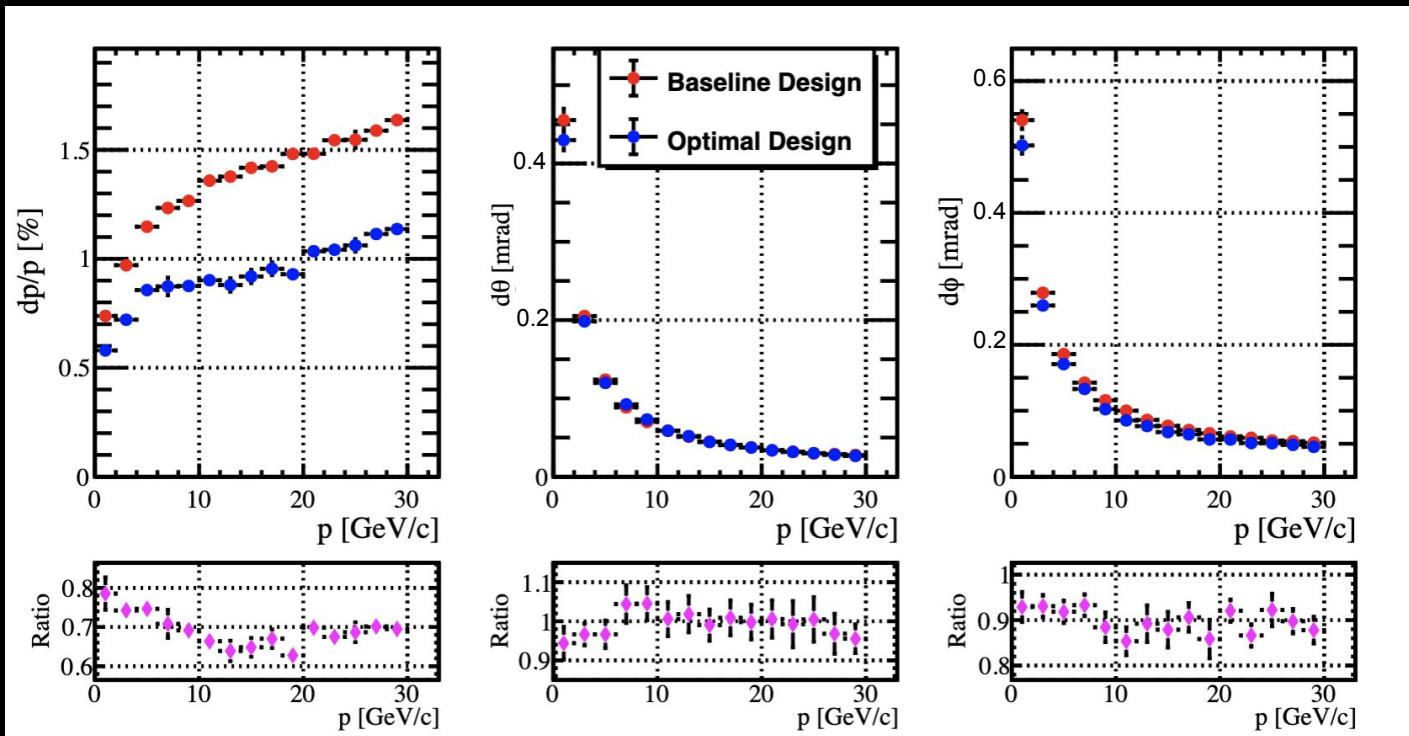 Baseline Design
Optimal Design
dp/p [%]
1.5
1
0.5
0
0 10 20 30
p [GeV/c]
dθ [mrad]
0.4
0.2
0
0 10 20 30
p [GeV/c]
dϕ [mrad]
0.6
0.4
0.2
0
0 10 20 30
p [GeV/c]
Ratio
0.8
0.7
0.6
0 10 20 30
p [GeV/c]
Ratio
1.1
1
0.9
0 10 20 30
p [GeV/c]
Ratio
1
0.9
0.8
0 10 20 30
p [GeV/c]